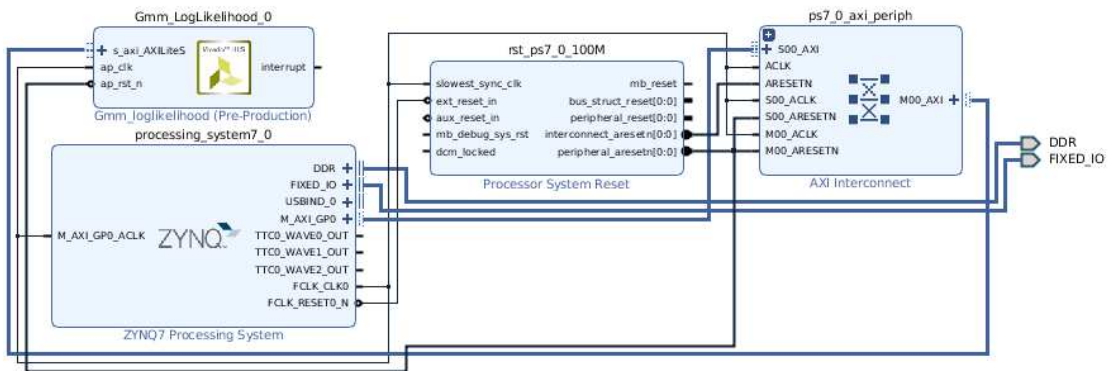 Gmm_LogLikelihood_0
s_axi_AXILiteS
ap_clk
ap_rst_n
Vivado™ HLS
interrupt
Gmm_loglikelihood (Pre-Production)
processing_system7_0
DDR
FIXED_IO
USBIND_0
M_AXI_GP0
M_AXI_GP0_ACLK
ZYNQ
TTC0_WAVE0_OUT
TTC0_WAVE1_OUT
TTC0_WAVE2_OUT
FCLK_CLK0
FCLK_RESET0_N
ZYNQ7 Processing System
rst_ps7_0_100M
slowest_sync_clk
ext_reset_in
aux_reset_in
mb_debug_sys_rst
dcm_locked
mb_reset
bus_struct_reset[0:0]
peripheral_reset[0:0]
interconnect_aresetn[0:0]
peripheral_aresetn[0:0]
Processor System Reset
ps7_0_axi_periph
S00_AXI
ACLK
ARESETN
S00_ACLK
S00_ARESETN
M00_ACLK
M00_ARESETN
M00_AXI
AXI Interconnect
DDR
FIXED_IO